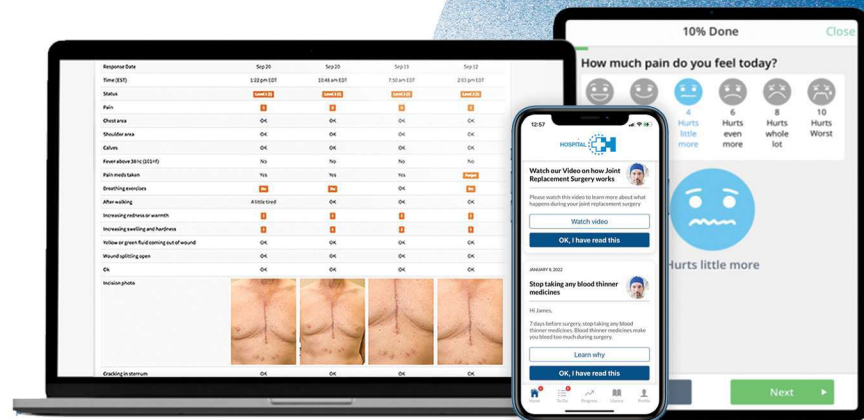 Response Date Sep 20 Sep 20 Sep 15 Sep 12
Time (EST) 1:22 pm EDT 10:48 am EDT 7:50 am EDT 2:03 pm EDT
Status
Pain
Chest area OK OK OK OK
Shoulder area OK OK OK OK
Calves OK OK OK OK
No No No No
Pain meds taken Yes Yes Yes
Breathing exercises No No OK No
After walking A little tired OK OK OK
Increasing redness or warmth
Increasing swelling and hardness
Yellow or green fluid coming out of wound OK OK OK OK
Wound splitting open OK OK OK OK
Ok OK OK OK OK
Incision photo
Cracking in sternum OK OK OK OK
12:57
HOSPITAL
Watch our Video on how Joint
Replacement Surgery works
Please watch this video to learn more about what
happens during your joint replacement surgery
Watch video
OK, I have read this
JANUARY 8, 2022
Stop taking any blood thinner
medicines
Hi James,
7 days before surgery, stop taking any blood
thinner medicines. Blood thinner medicines make
you bleed too much during surgery.
Learn why
OK, I have read this
Home To Do Progress Library Profile
10% Done Close
How much pain do you feel today?
4 6 8 10
Hurts Hurts Hurts Hurts
little even whole Worst
more more lot
Hurts little more
Next